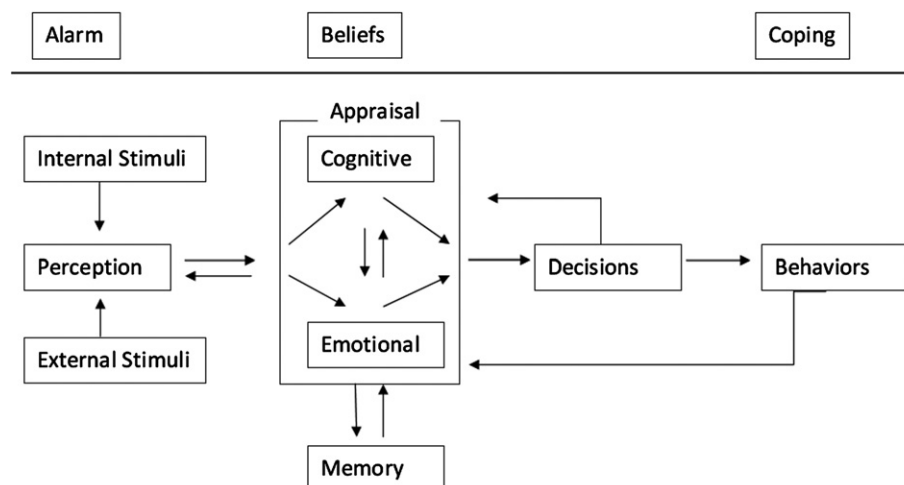 Alarm
Beliefs
Coping
Appraisal
Internal Stimuli
Cognitive
Perception
Decisions
Behaviors
External Stimuli
Emotional
Memory